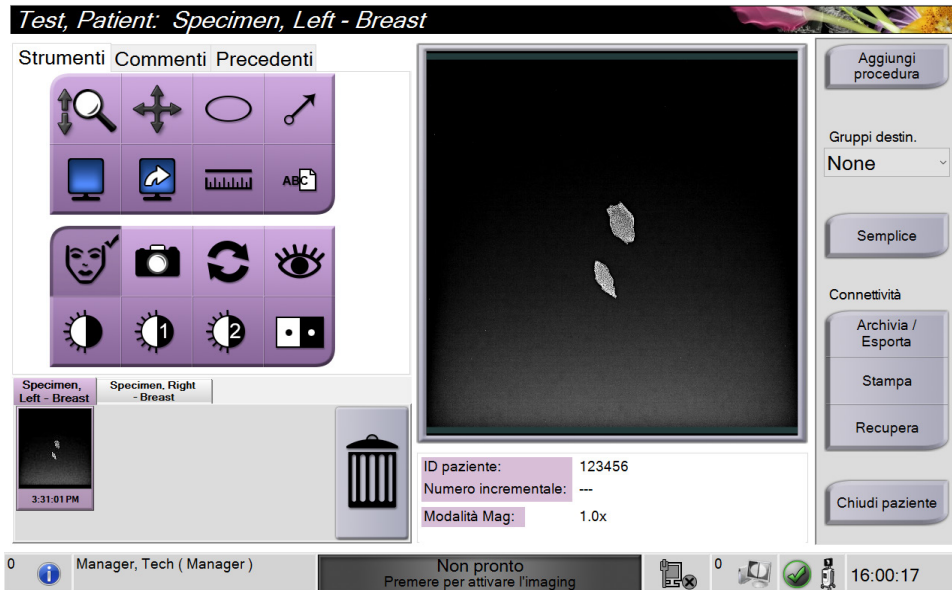 Test, Patient: Specimen, Left - Breast
Strumenti Commenti Precedenti
ABC
1
2
Specimen,
Left - Breast
Specimen, Right
- Breast
3:31:01 PM
ID paziente: 123456
Numero incrementale: ---
Modalità Mag: 1.0x
Aggiungi
procedura
Gruppi destin.
None
Semplice
Connettività
Archivia /
Esporta
Stampa
Recupera
Chiudi paziente
0
i
Manager, Tech ( Manager )
Non pronto
Premere per attivare l'imaging
0
16:00:17